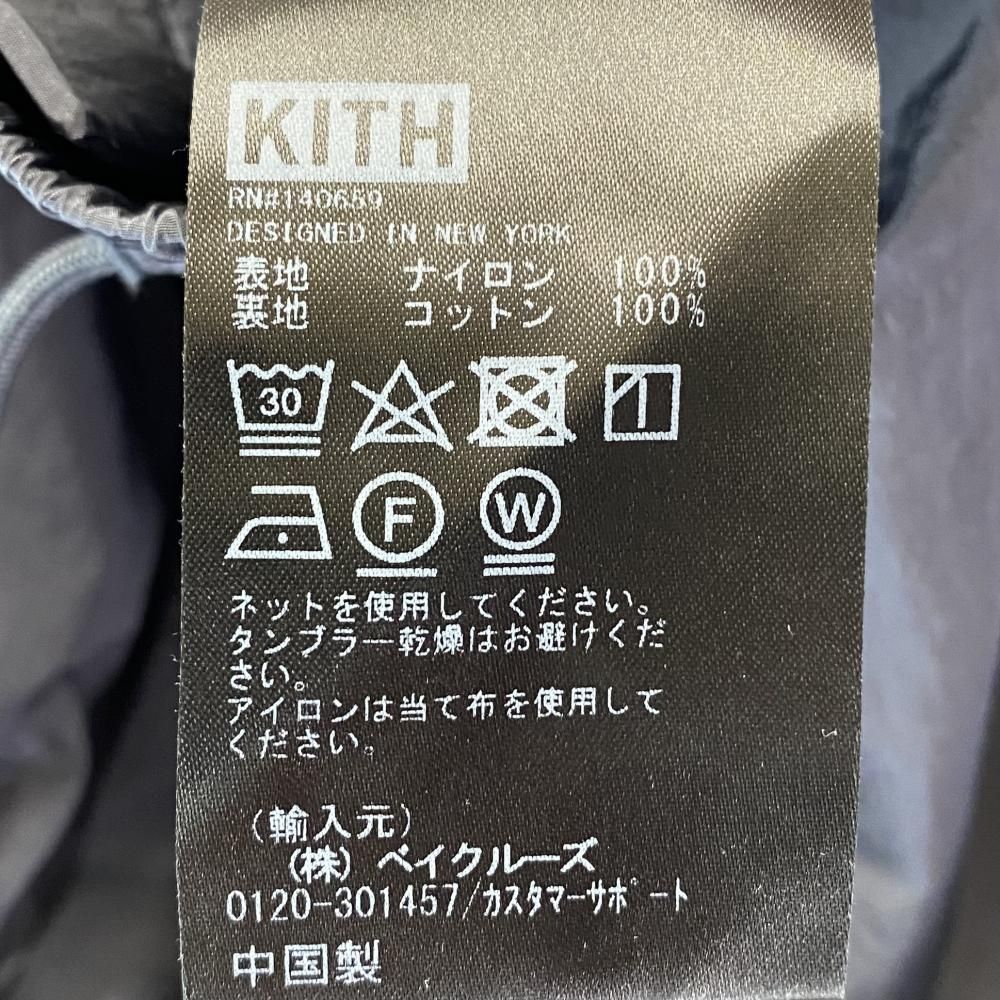 KITH
RN#140659
DESIGNED IN NEW YORK
表地 ナイロン 100%
裏地 コットン 100%
30
F W
ネットを使用してください。
タンブラー乾燥はお避けくだ
さい。
アイロンは当て布を使用して
ください。
(輸入元)
(株) ベイクルーズ
0120-301457/カスタマーサポート
中国製